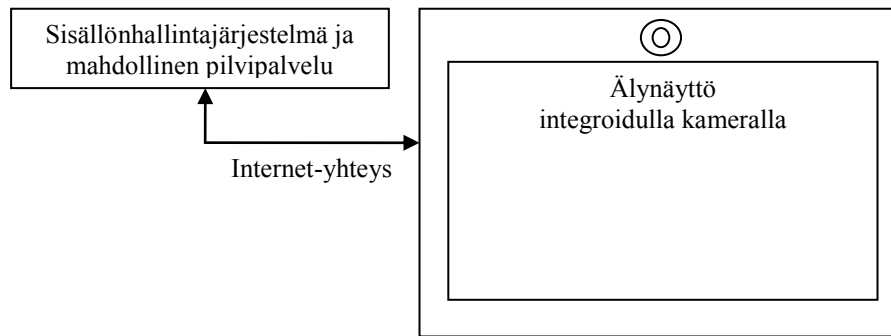 Sisällönhallintajärjestelmä ja
mahdollinen pilvipalvelu
Älynäyttö
integroidulla kameralla
Internet-yhteys